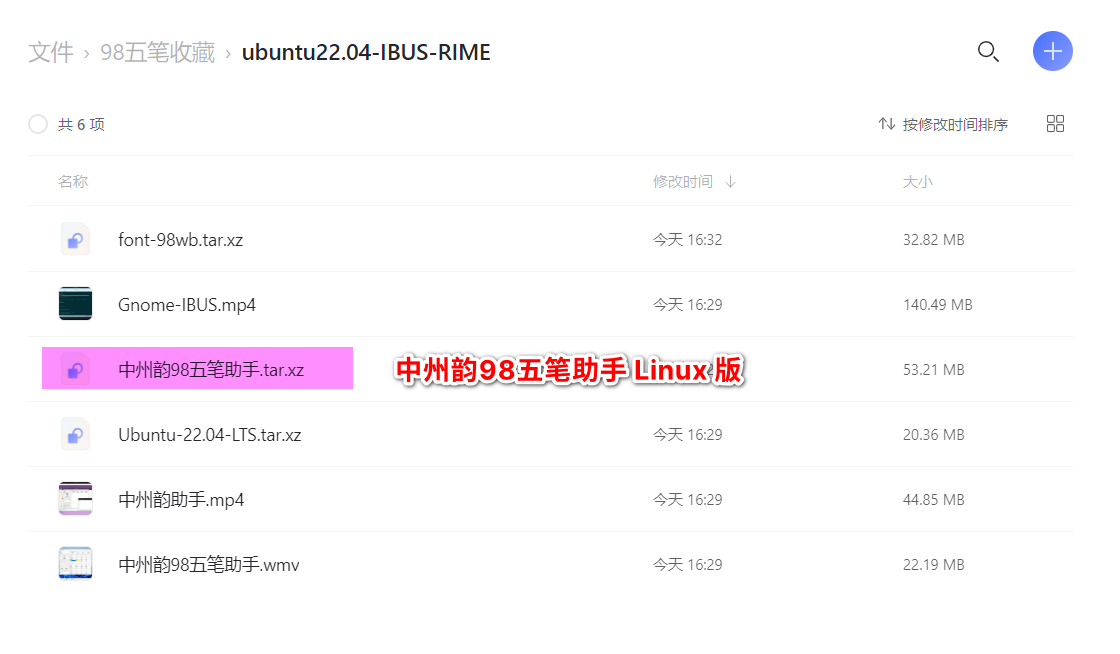 文件 › 98五笔收藏 › ubuntu22.04-IBUS-RIME
共 6 项 按修改时间排序
名称 修改时间 ↓ 大小
font-98wb.tar.xz 今天 16:32 32.82 MB
Gnome-IBUS.mp4 今天 16:29 140.49 MB
中州韵98五笔助手.tar.xz 中州韵98五笔助手 Linux 版 53.21 MB
Ubuntu-22.04-LTS.tar.xz 今天 16:29 20.36 MB
中州韵助手.mp4 今天 16:29 44.85 MB
中州韵98五笔助手.wmv 今天 16:29 22.19 MB